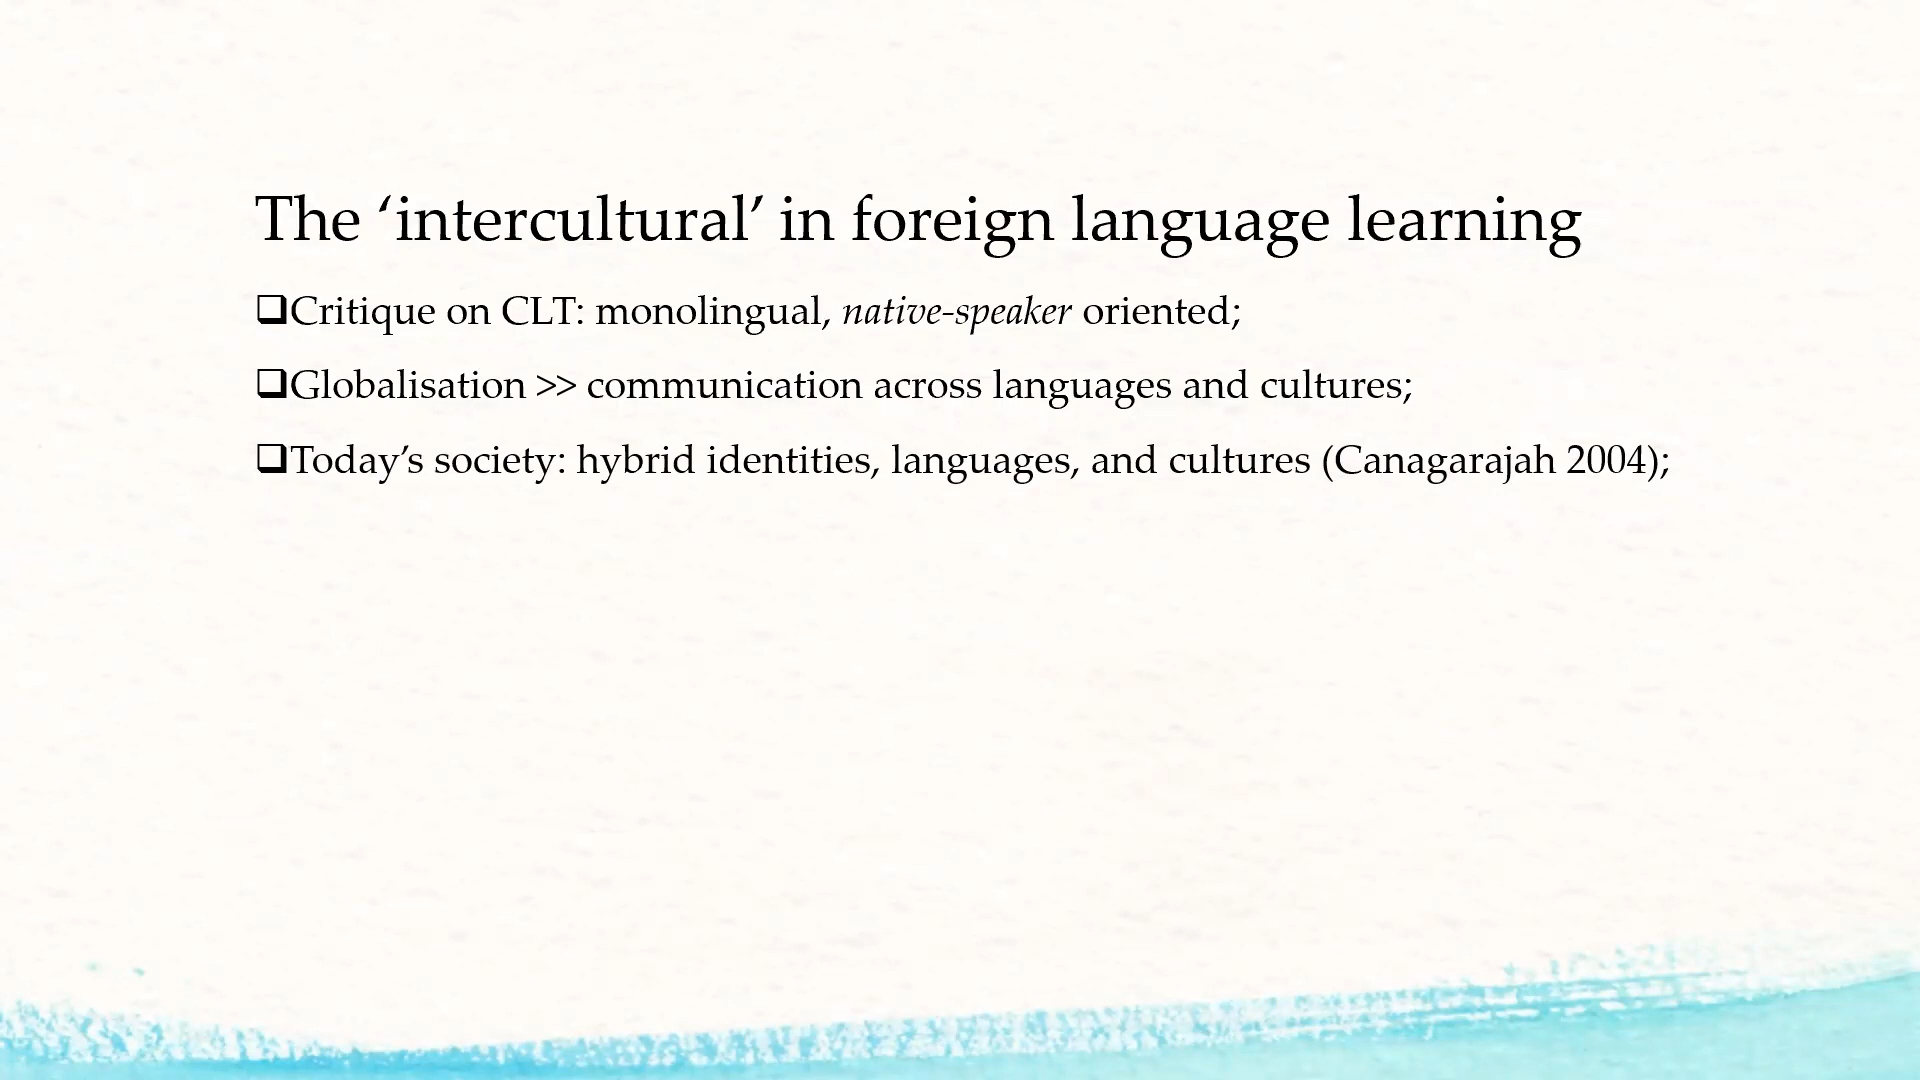 The ‘intercultural’ in foreign language learning
❑Critique on CLT: monolingual, native-speaker oriented;
❑Globalisation >> communication across languages and cultures;
❑Today’s society: hybrid identities, languages, and cultures (Canagarajah 2004);